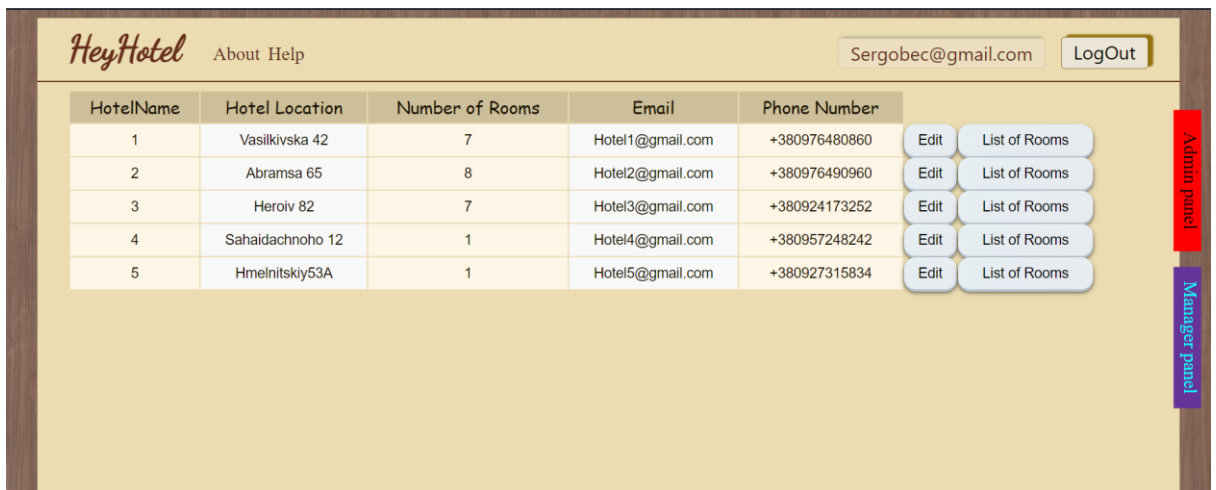 HeyHotel About Help Sergobec@gmail.com LogOut
HotelName Hotel Location Number of Rooms Email Phone Number
1 Vasilkivska 42 7 Hotel1@gmail.com +380976480860 Edit List of Rooms
2 Abramsa 65 8 Hotel2@gmail.com +380976490960 Edit List of Rooms
3 Heroiv 82 7 Hotel3@gmail.com +380924173252 Edit List of Rooms
4 Sahaidachnoho 12 1 Hotel4@gmail.com +380957248242 Edit List of Rooms
5 Hmelnitskiy53A 1 Hotel5@gmail.com +380927315834 Edit List of Rooms
Admin panel
Manager panel